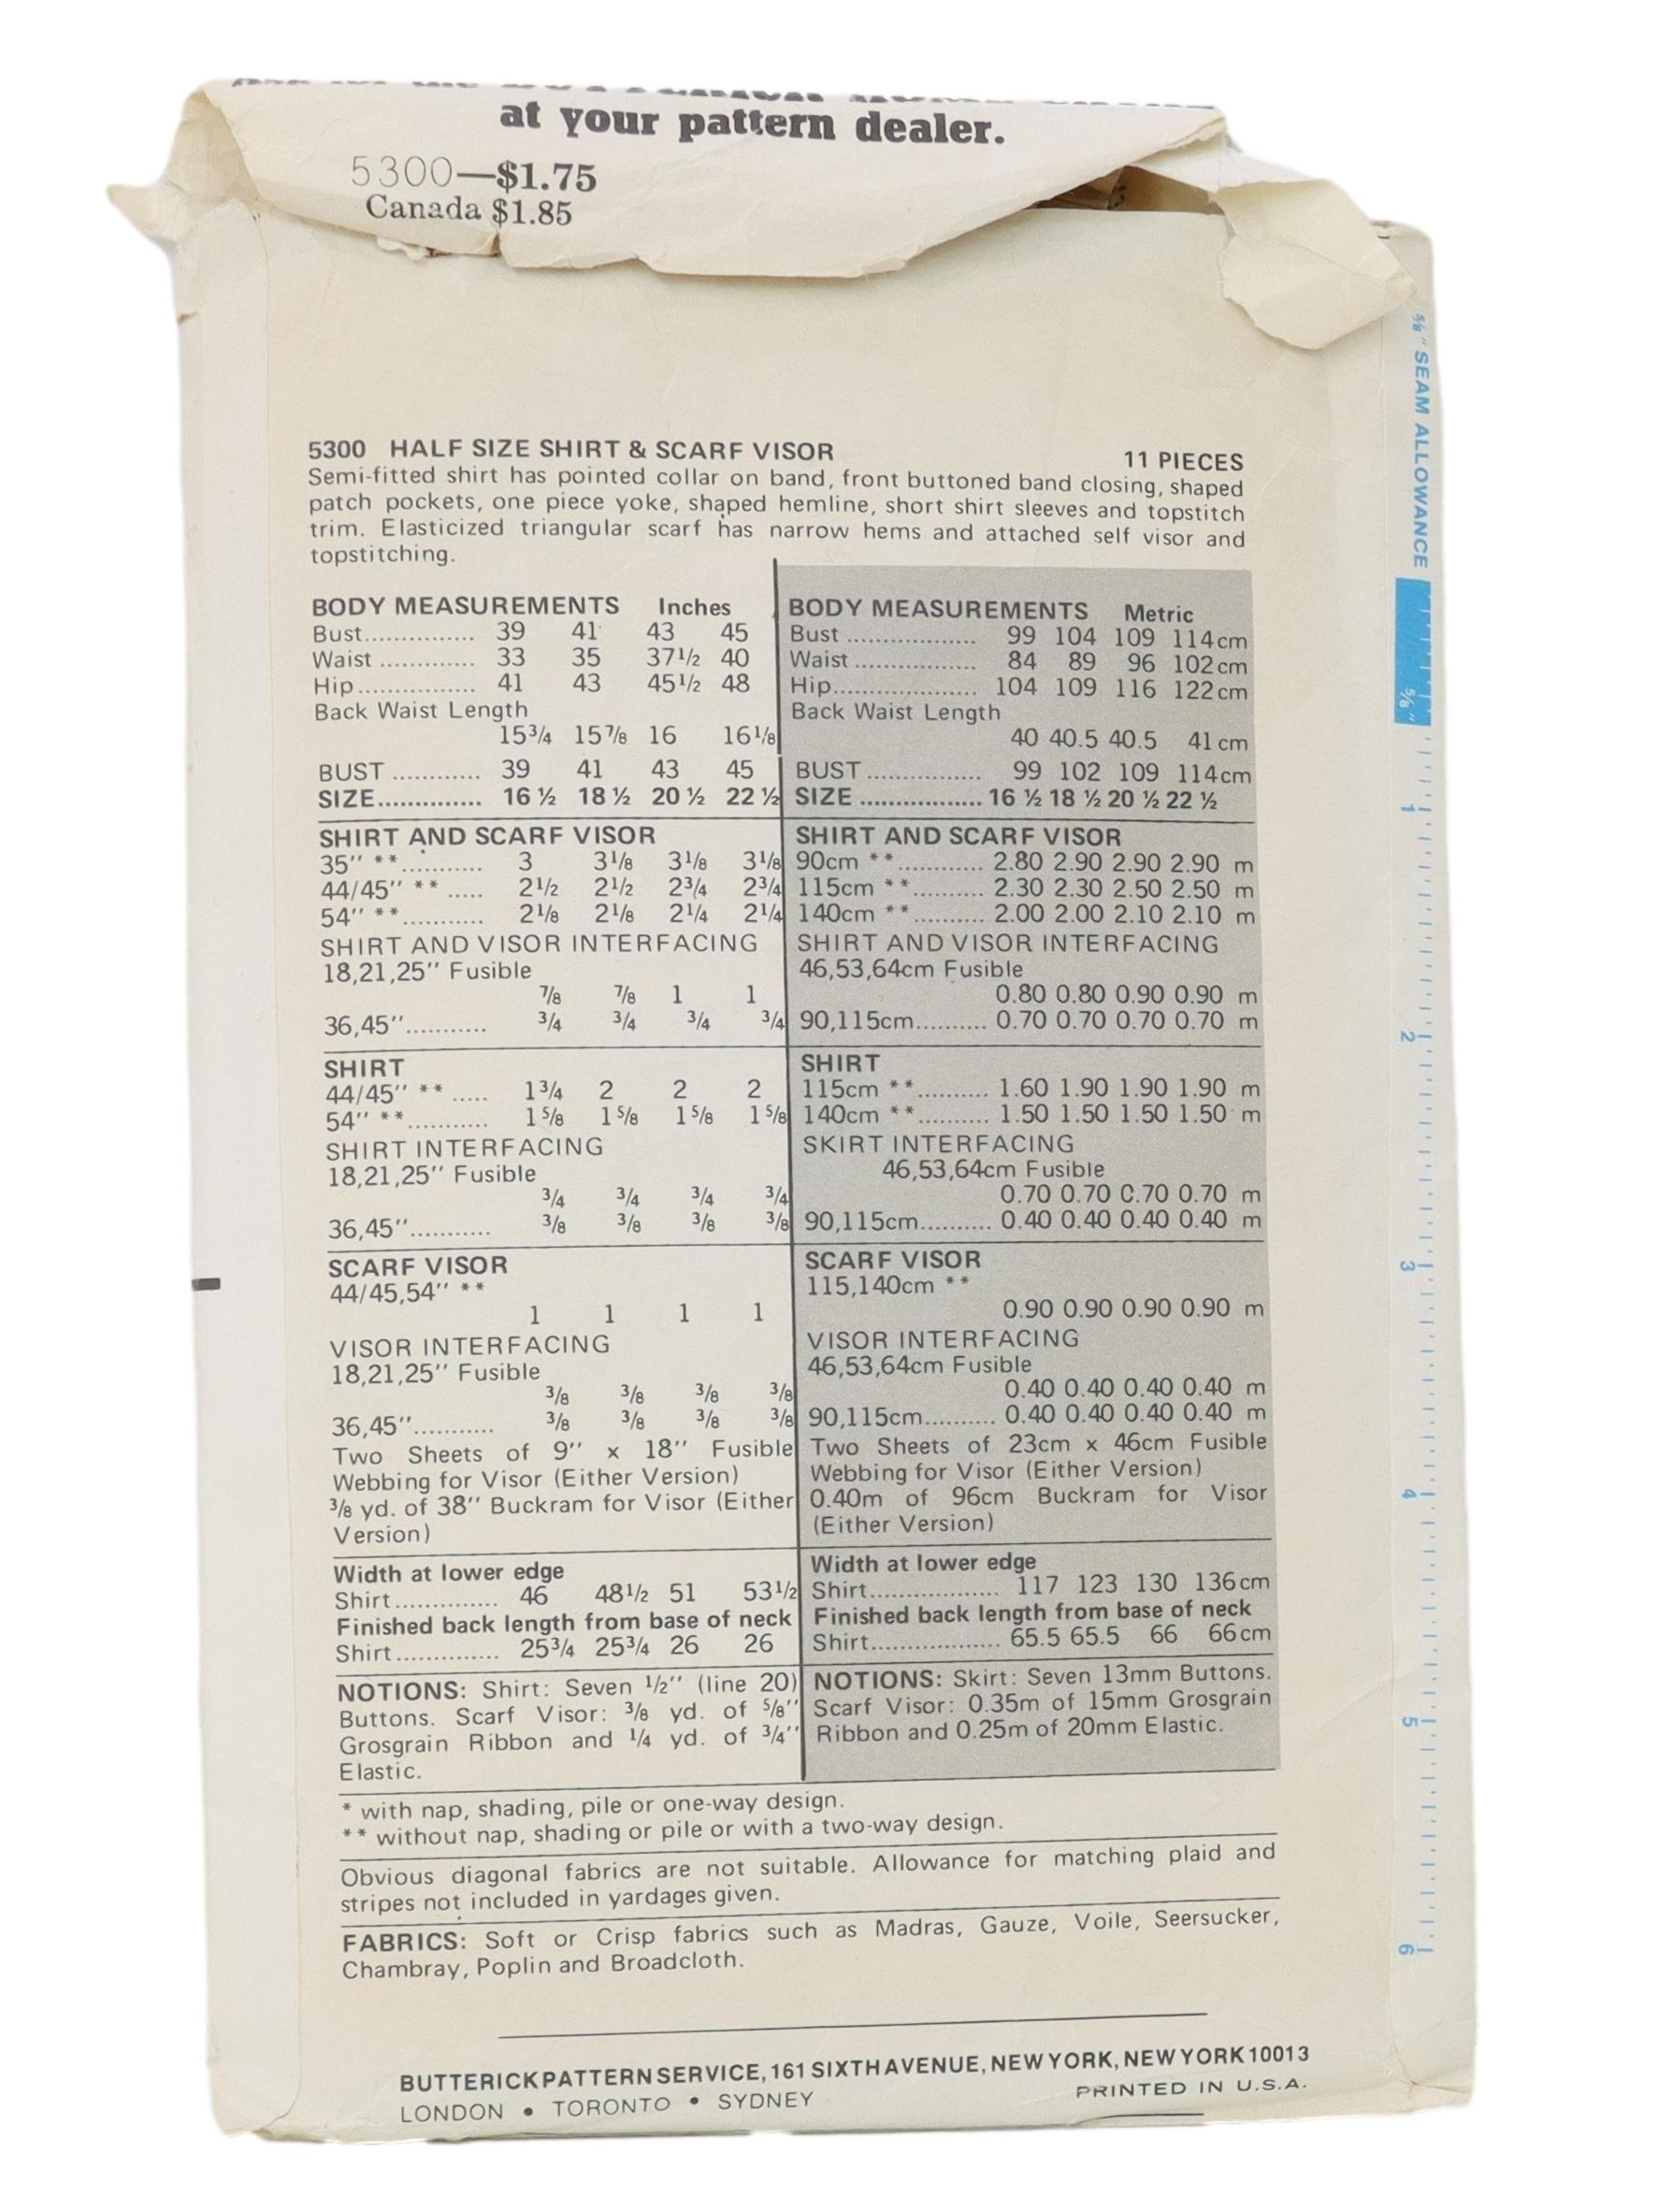 at your pattern dealer.
5300—$1.75
Canada $1.85
5/8" SEAM ALLOWANCE
5/8"
1
2
3
4
5
6
5300 HALF SIZE SHIRT & SCARF VISOR 11 PIECES
Semi-fitted shirt has pointed collar on band, front buttoned band closing, shaped
patch pockets, one piece yoke, shaped hemline, short shirt sleeves and topstitch
trim. Elasticized triangular scarf has narrow hems and attached self visor and
topstitching.
BODY MEASUREMENTS Inches
Bust............... 39 41 43 45
Waist ............. 33 35 37½ 40
Hip................ 41 43 45½ 48
Back Waist Length
15¾ 15⅞ 16 16⅛
BUST ............ 39 41 43 45
SIZE.............. 16 ½ 18 ½ 20 ½ 22 ½
SHIRT AND SCARF VISOR
35" **........... 3 3⅛ 3⅛ 3⅛
44/45" ** ..... 2½ 2½ 2¾ 2¾
54" **........... 2⅛ 2⅛ 2¼ 2¼
SHIRT AND VISOR INTERFACING
18,21,25" Fusible
⅞ ⅞ 1 1
36,45"........... ¾ ¾ ¾ ¾
SHIRT
44/45" ** ..... 1¾ 2 2 2
54" **........... 1⅝ 1⅝ 1⅝ 1⅝
SHIRT INTERFACING
18,21,25" Fusible
¾ ¾ ¾ ¾
36,45"........... ⅜ ⅜ ⅜ ⅜
SCARF VISOR
44/45,54" **
1 1 1 1
VISOR INTERFACING
18,21,25" Fusible
⅜ ⅜ ⅜ ⅜
36,45"........... ⅜ ⅜ ⅜ ⅜
Two Sheets of 9" x 18" Fusible
Webbing for Visor (Either Version)
⅜ yd. of 38" Buckram for Visor (Either
Version)
Width at lower edge
Shirt.............. 46 48½ 51 53½
Finished back length from base of neck
Shirt.............. 25¾ 25¾ 26 26
NOTIONS: Shirt: Seven ½" (line 20)
Buttons. Scarf Visor: ⅜ yd. of ⅝"
Grosgrain Ribbon and ¼ yd. of ¾"
Elastic.
BODY MEASUREMENTS Metric
Bust .................. 99 104 109 114cm
Waist ................. 84 89 96 102cm
Hip.................... 104 109 116 122cm
Back Waist Length
40 40.5 40.5 41 cm
BUST................ 99 102 109 114cm
SIZE ................. 16 ½ 18 ½ 20 ½ 22 ½
SHIRT AND SCARF VISOR
90cm **............ 2.80 2.90 2.90 2.90 m
115cm **.......... 2.30 2.30 2.50 2.50 m
140cm **.......... 2.00 2.00 2.10 2.10 m
SHIRT AND VISOR INTERFACING
46,53,64cm Fusible
0.80 0.80 0.90 0.90 m
90,115cm.......... 0.70 0.70 0.70 0.70 m
SHIRT
115cm **.......... 1.60 1.90 1.90 1.90 m
140cm **.......... 1.50 1.50 1.50 1.50 m
SKIRT INTERFACING
46,53,64cm Fusible
0.70 0.70 0.70 0.70 m
90,115cm.......... 0.40 0.40 0.40 0.40 m
SCARF VISOR
115,140cm **
0.90 0.90 0.90 0.90 m
VISOR INTERFACING
46,53,64cm Fusible
0.40 0.40 0.40 0.40 m
90,115cm.......... 0.40 0.40 0.40 0.40 m
Two Sheets of 23cm x 46cm Fusible
Webbing for Visor (Either Version)
0.40m of 96cm Buckram for Visor
(Either Version)
Width at lower edge
Shirt.................. 117 123 130 136cm
Finished back length from base of neck
Shirt.................. 65.5 65.5 66 66cm
NOTIONS: Skirt: Seven 13mm Buttons.
Scarf Visor: 0.35m of 15mm Grosgrain
Ribbon and 0.25m of 20mm Elastic.
* with nap, shading, pile or one-way design.
** without nap, shading or pile or with a two-way design.
Obvious diagonal fabrics are not suitable. Allowance for matching plaid and
stripes not included in yardages given.
FABRICS: Soft or Crisp fabrics such as Madras, Gauze, Voile, Seersucker,
Chambray, Poplin and Broadcloth.
BUTTERICK PATTERN SERVICE, 161 SIXTH AVENUE, NEW YORK, NEW YORK 10013
LONDON • TORONTO • SYDNEY PRINTED IN U.S.A.